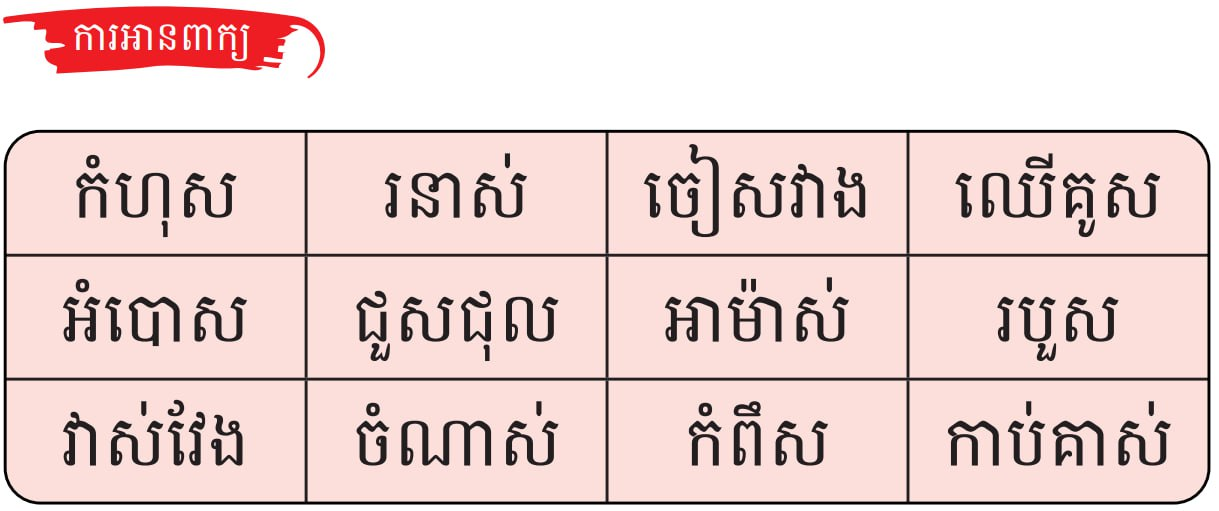 ការអានពាក្យ
កំហុស រនាស់ ចៀសវាង ឈើគូស
អំបោស ជួសជុល អាម៉ាស់ របួស
វាស់វែង ចំណាស់ កំពឹស កាប់គាស់